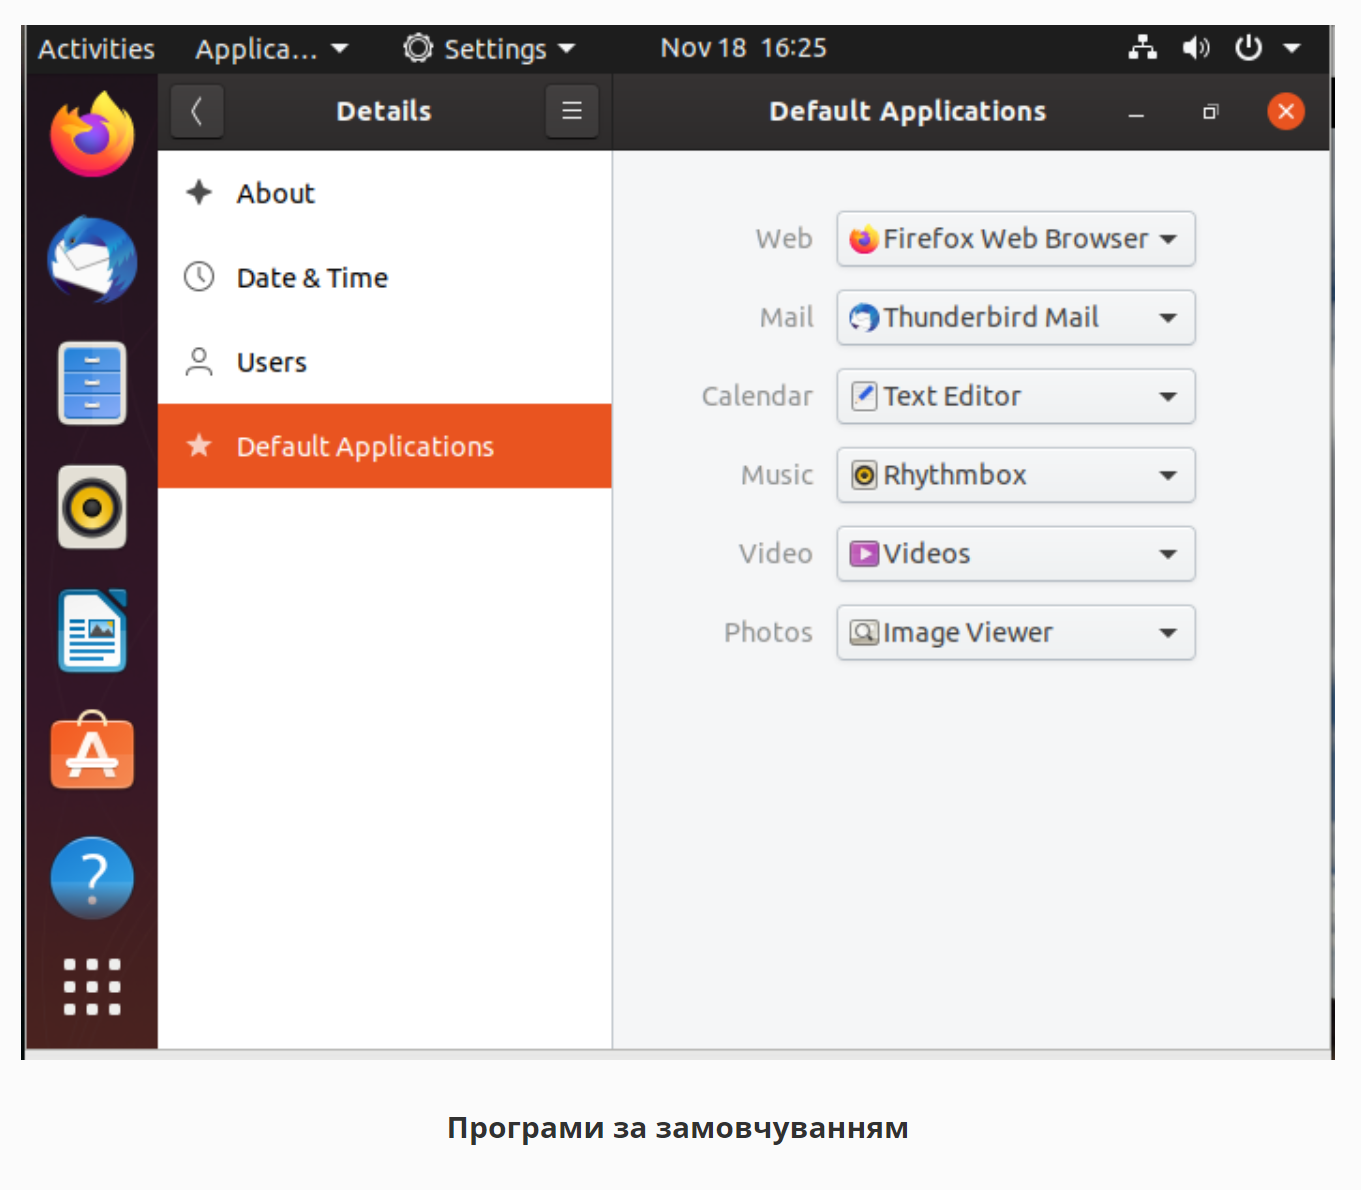 Activities Applica... Settings Nov 18 16:25
Details Default Applications
About
Date & Time
Users
Default Applications
Web Firefox Web Browser
Mail Thunderbird Mail
Calendar Text Editor
Music Rhythmbox
Video Videos
Photos Image Viewer
Програми за замовчуванням